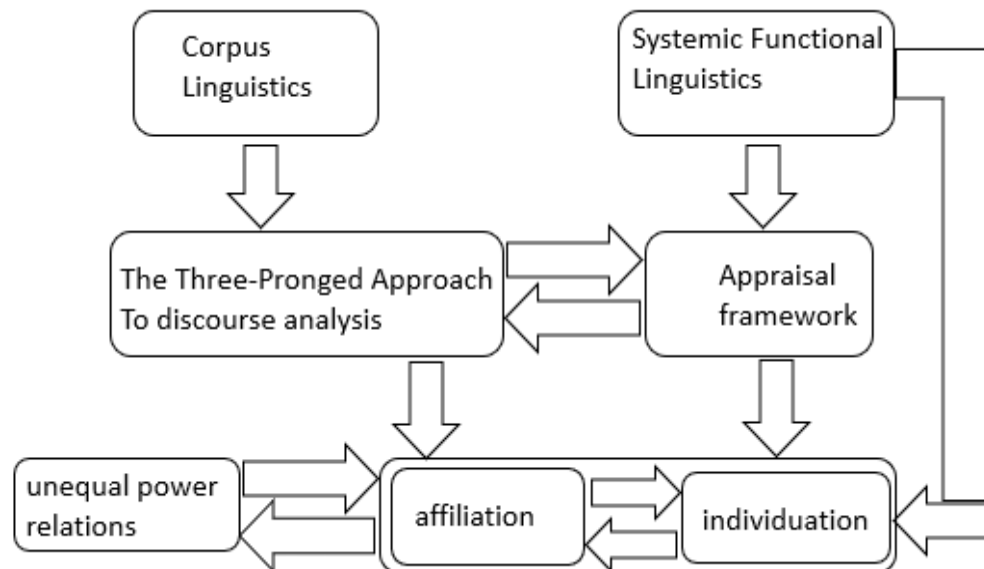 Corpus
Linguistics
Systemic Functional
Linguistics
The Three-Pronged Approach
To discourse analysis
Appraisal
framework
unequal power
relations
affiliation
individuation